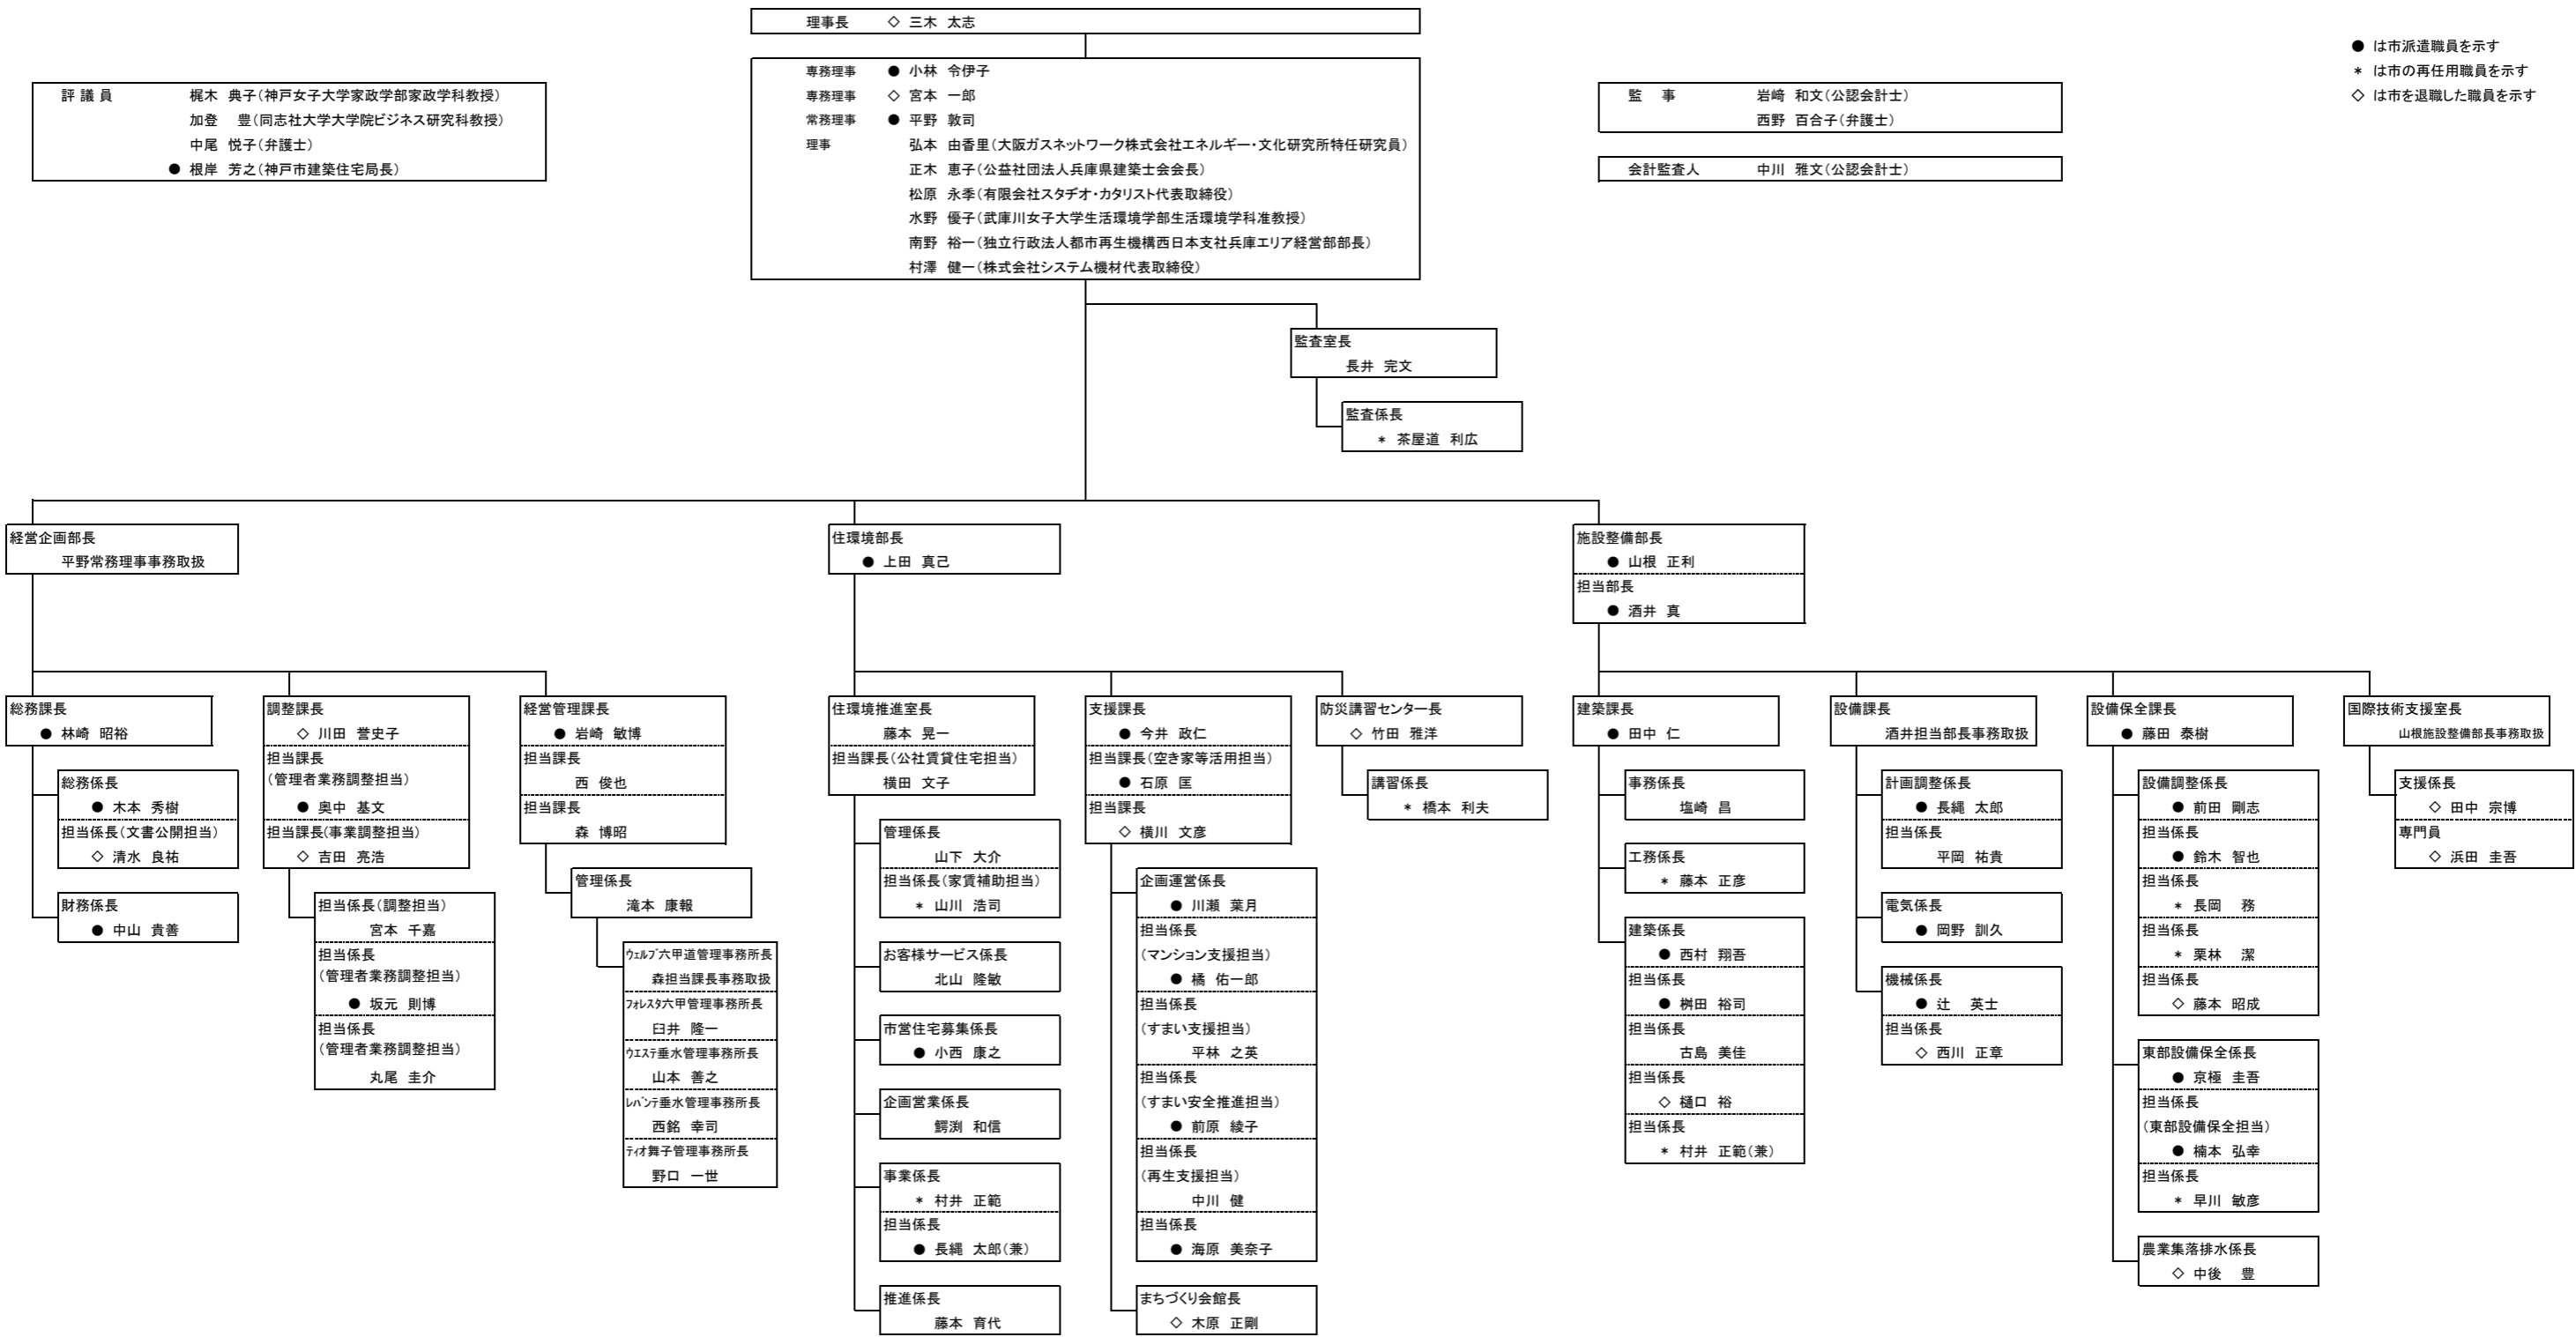 理事長 ◇ 三木 太志
● は市派遣職員を示す
* は市の再任用職員を示す
◇ は市を退職した職員を示す
評議員 梶木 典子(神戸女子大学家政学部家政学科教授)
加登 豊(同志社大学大学院ビジネス研究科教授)
中尾 悦子(弁護士)
● 根岸 芳之(神戸市建築住宅局長)
専務理事 ● 小林 令伊子
専務理事 ◇ 宮本 一郎
常務理事 ● 平野 敦司
理事 弘本 由香里(大阪ガスネットワーク株式会社エネルギー・文化研究所特任研究員)
正木 恵子(公益社団法人兵庫県建築士会会長)
松原 永季(有限会社スタヂオ・カタリスト代表取締役)
水野 優子(武庫川女子大学生活環境学部生活環境学科准教授)
南野 裕一(独立行政法人都市再生機構西日本支社兵庫エリア経営部部長)
村澤 健一(株式会社システム機材代表取締役)
監 事 岩﨑 和文(公認会計士)
西野 百合子(弁護士)
会計監査人 中川 雅文(公認会計士)
監査室長
長井 完文
監査係長
* 茶屋道 利広
経営企画部長
平野常務理事事務取扱
総務課長
● 林崎 昭裕
総務係長
● 木本 秀樹
担当係長(文書公開担当)
◇ 清水 良祐
財務係長
● 中山 貴善
調整課長
◇ 川田 誉史子
担当課長
(管理者業務調整担当)
● 奥中 基文
担当課長(事業調整担当)
◇ 吉田 亮浩
担当係長(調整担当)
宮本 千嘉
担当係長
(管理者業務調整担当)
● 坂元 則博
担当係長
(管理者業務調整担当)
丸尾 圭介
経営管理課長
● 岩崎 敏博
担当課長
西 俊也
担当課長
森 博昭
管理係長
滝本 康報
ウェルブ六甲道管理事務所長
森担当課長事務取扱
フォレスタ六甲管理事務所長
臼井 隆一
ウエステ垂水管理事務所長
山本 善之
レバンテ垂水管理事務所長
西銘 幸司
ティオ舞子管理事務所長
野口 一世
住環境部長
● 上田 真己
住環境推進室長
藤本 晃一
担当課長(公社賃貸住宅担当)
横田 文子
管理係長
山下 大介
担当係長(家賃補助担当)
* 山川 浩司
お客様サービス係長
北山 隆敏
市営住宅募集係長
● 小西 康之
企画営業係長
鰐渕 和信
事業係長
* 村井 正範
担当係長
● 長縄 太郎(兼)
推進係長
藤本 育代
支援課長
● 今井 政仁
担当課長(空き家等活用担当)
● 石原 匡
担当課長
◇ 横川 文彦
企画運営係長
● 川瀬 葉月
担当係長
(マンション支援担当)
● 橘 佑一郎
担当係長
(すまい支援担当)
平林 之英
担当係長
(すまい安全推進担当)
● 前原 綾子
担当係長
(再生支援担当)
中川 健
担当係長
● 海原 美奈子
まちづくり会館長
◇ 木原 正剛
防災講習センター長
◇ 竹田 雅洋
講習係長
* 橋本 利夫
施設整備部長
● 山根 正利
担当部長
● 酒井 真
建築課長
● 田中 仁
事務係長
塩崎 昌
工務係長
* 藤本 正彦
建築係長
● 西村 翔吾
担当係長
● 桝田 裕司
担当係長
古島 美佳
担当係長
◇ 樋口 裕
担当係長
* 村井 正範(兼)
設備課長
酒井担当部長事務取扱
計画調整係長
● 長縄 太郎
担当係長
平岡 祐貴
電気係長
● 岡野 訓久
機械係長
● 辻 英士
担当係長
◇ 西川 正章
設備保全課長
● 藤田 泰樹
設備調整係長
● 前田 剛志
担当係長
● 鈴木 智也
担当係長
* 長岡 務
担当係長
* 栗林 潔
担当係長
◇ 藤本 昭成
東部設備保全係長
● 京極 圭吾
担当係長
(東部設備保全担当)
● 楠本 弘幸
担当係長
* 早川 敏彦
農業集落排水係長
◇ 中後 豊
国際技術支援室長
山根施設整備部長事務取扱
支援係長
◇ 田中 宗博
専門員
◇ 浜田 圭吾